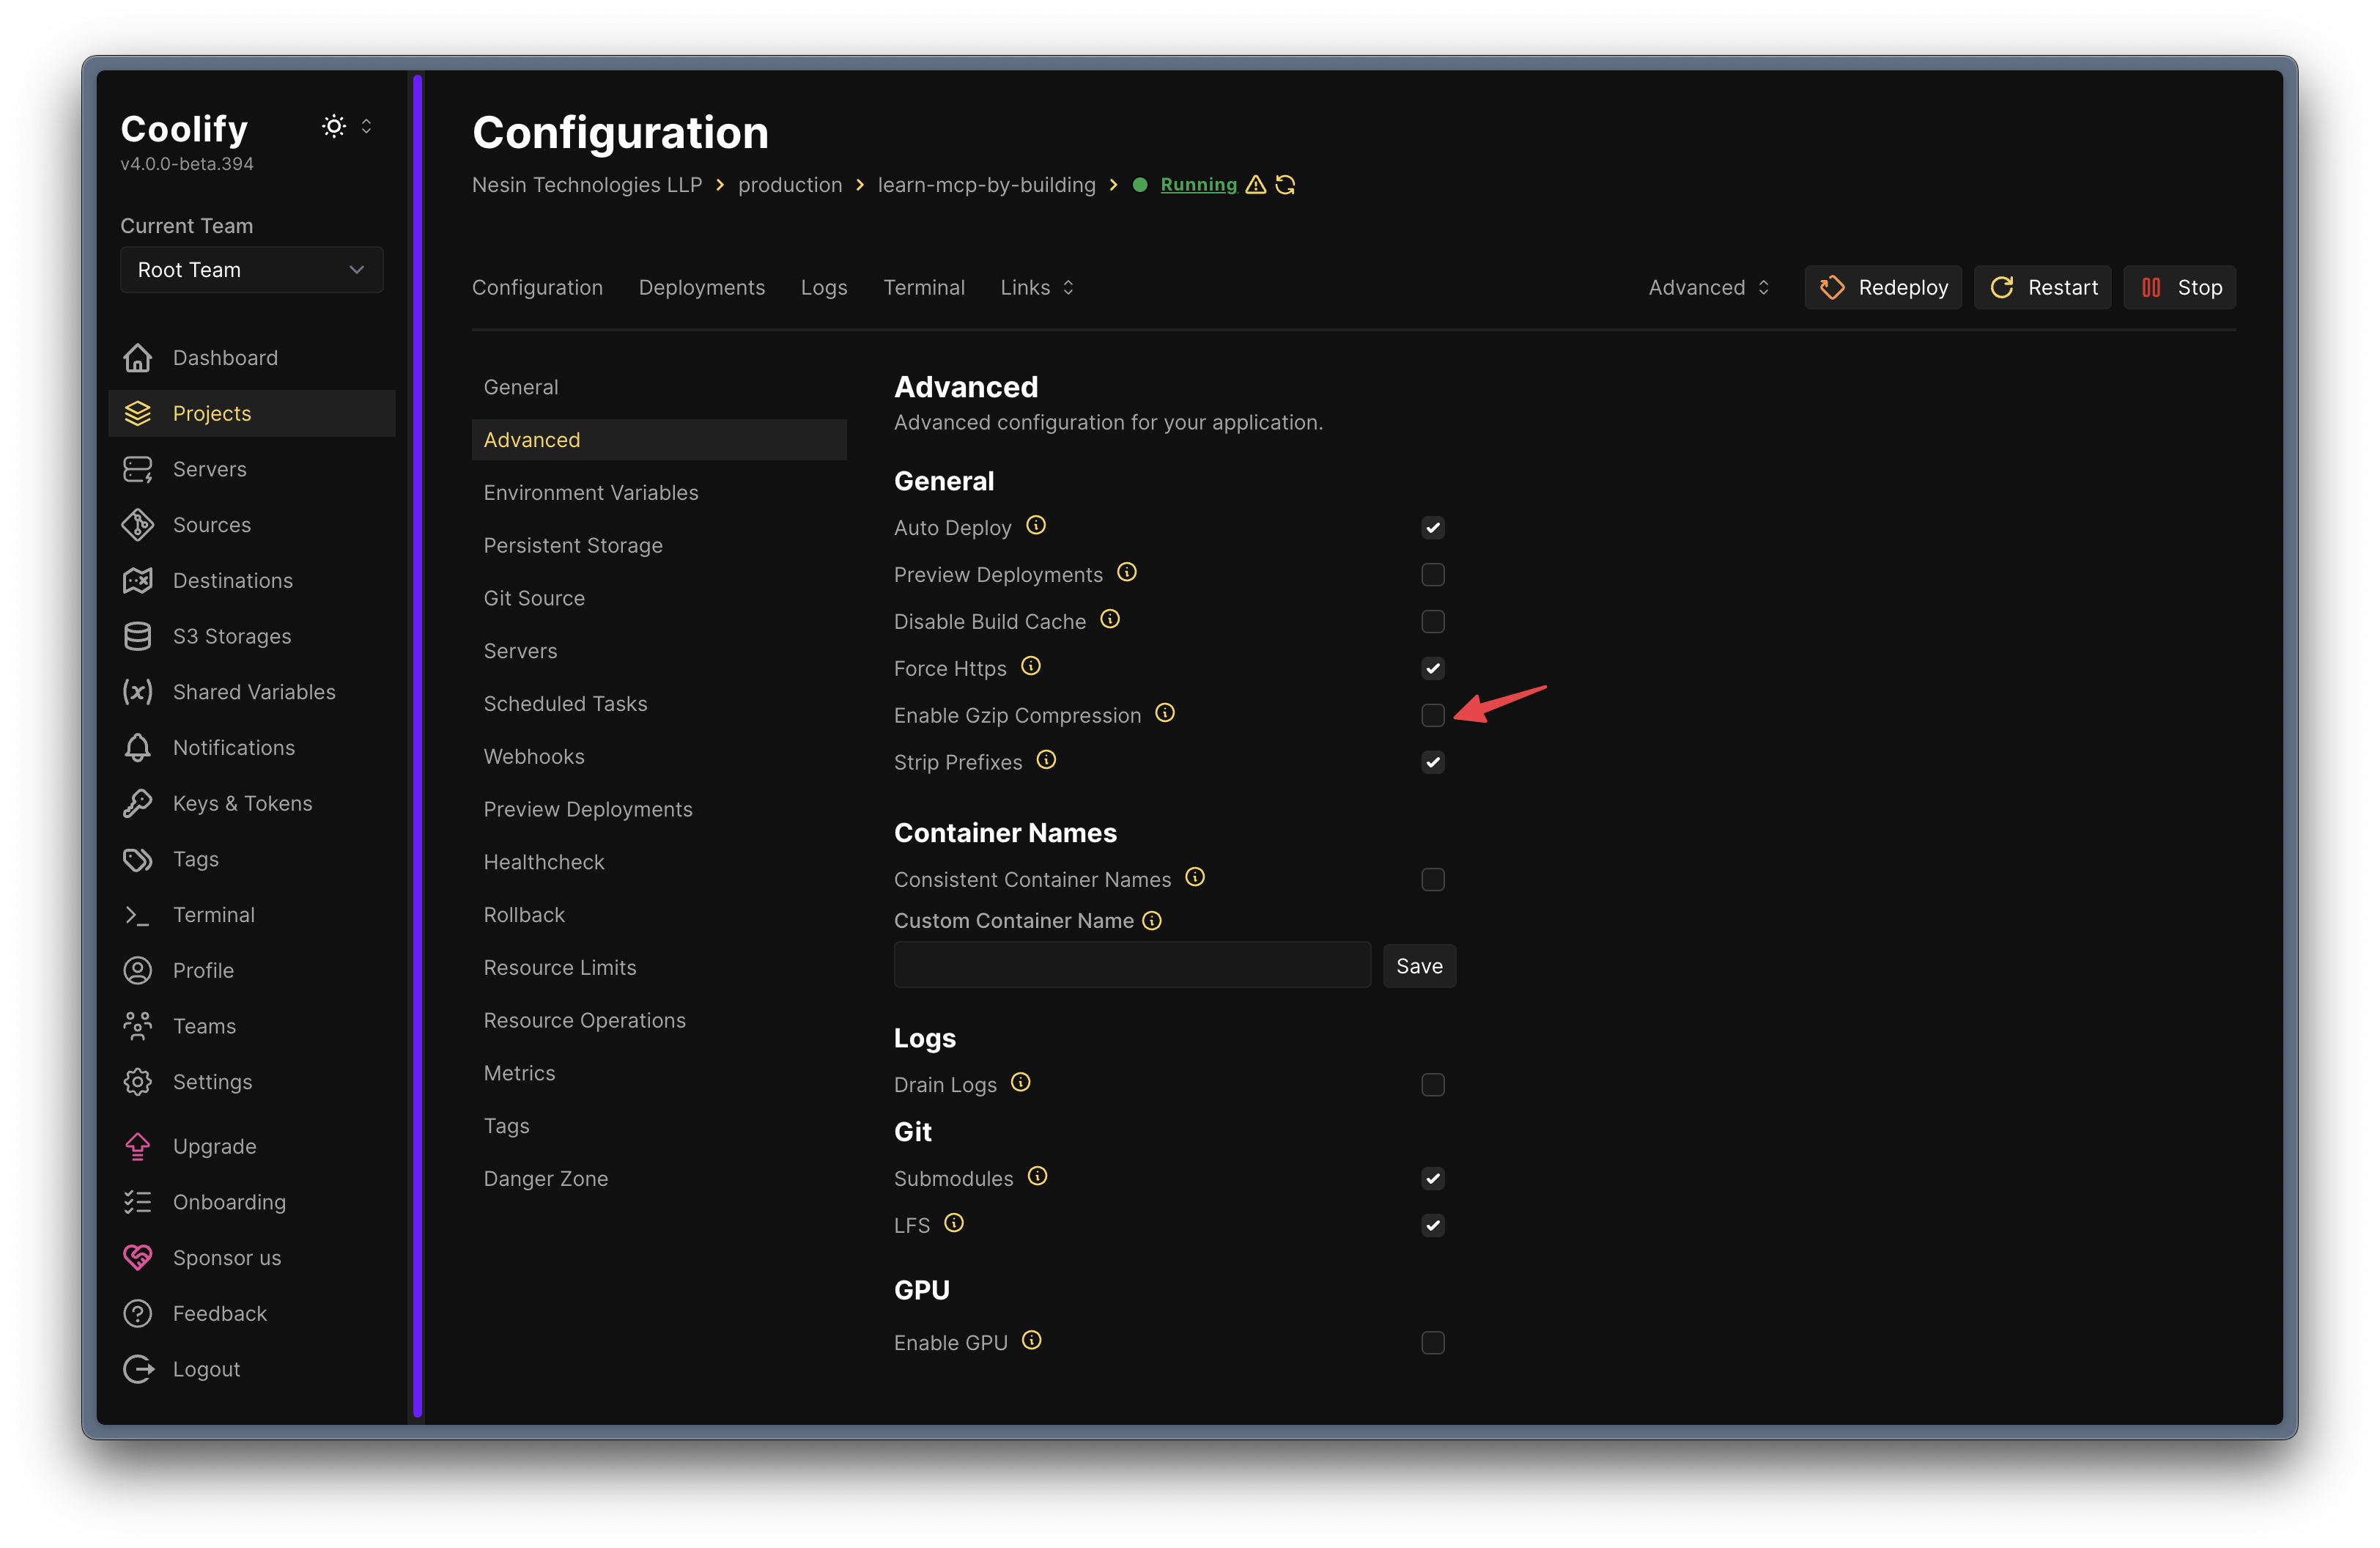 Coolify
v4.0.0-beta.394
Current Team
Root Team
Dashboard
Projects
Servers
Sources
Destinations
S3 Storages
Shared Variables
Notifications
Keys & Tokens
Tags
Terminal
Profile
Teams
Settings
Upgrade
Onboarding
Sponsor us
Feedback
Logout
Configuration
Nesin Technologies LLP > production > learn-mcp-by-building > Running
Configuration Deployments Logs Terminal Links Advanced Redeploy Restart Stop
General
Advanced
Environment Variables
Persistent Storage
Git Source
Servers
Scheduled Tasks
Webhooks
Preview Deployments
Healthcheck
Rollback
Resource Limits
Resource Operations
Metrics
Tags
Danger Zone
Advanced
Advanced configuration for your application.
General
Auto Deploy
Preview Deployments
Disable Build Cache
Force Https
Enable Gzip Compression
Strip Prefixes
Container Names
Consistent Container Names
Custom Container Name
Save
Logs
Drain Logs
Git
Submodules
LFS
GPU
Enable GPU